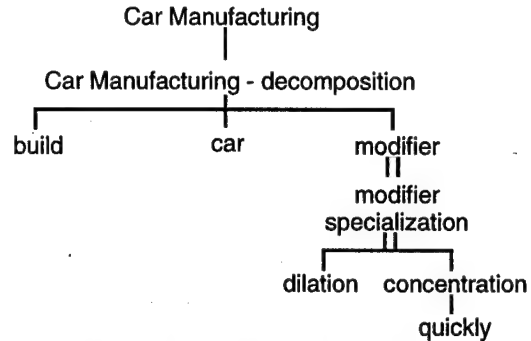 Car Manufacturing
Car Manufacturing - decomposition
build car modifier
modifier
specialization
dilation concentration
quickly